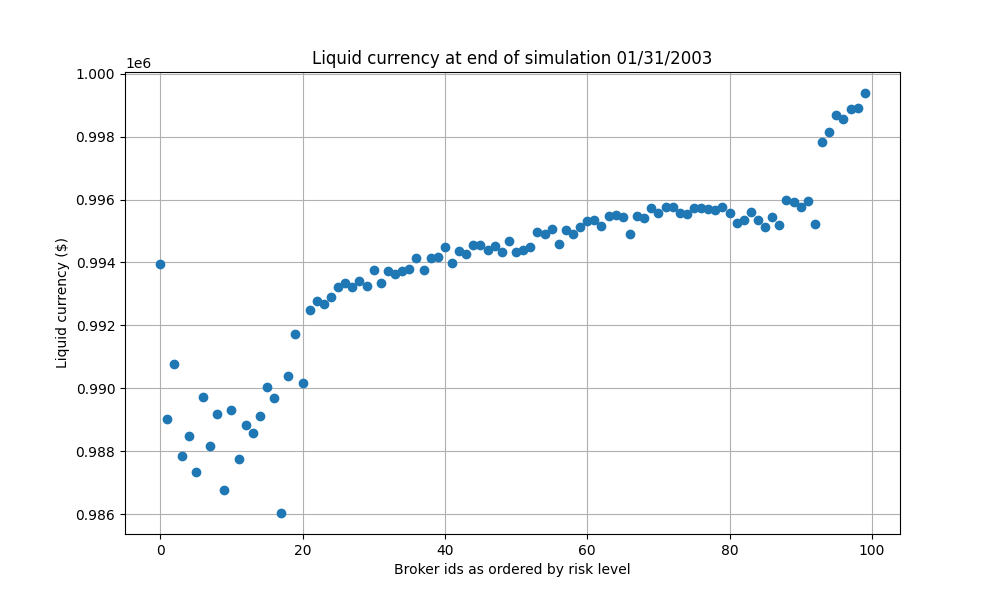 Liquid currency at end of simulation 01/31/2003
1e6
1.000
0.998
0.996
0.994
0.992
0.990
0.988
0.986
Liquid currency ($)
0 20 40 60 80 100
Broker ids as ordered by risk level